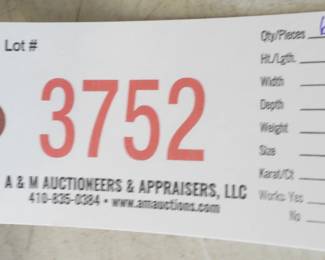 Lot #
3752
A & M AUCTIONEERS & APPRAISERS, LLC
410-835-0384 • www.amauctions.com
Qty/Pieces
Ht./Lgth.
Width
Depth
Weight
Size
Karat/Ct
Works: Yes
No